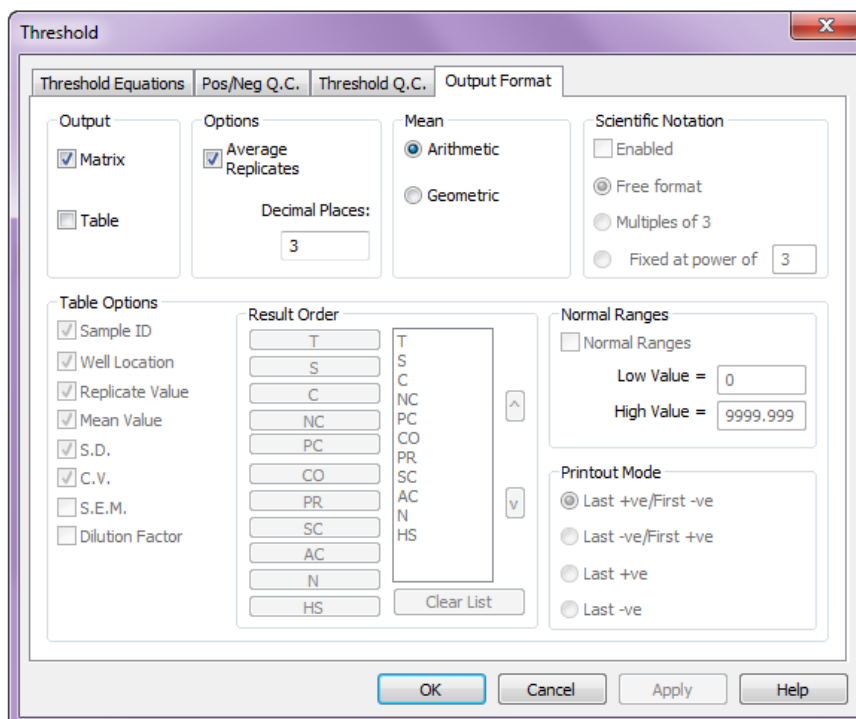 Threshold
Threshold Equations Pos/Neg Q.C. Threshold Q.C. Output Format
Output
Matrix
Table
Options
Average
Replicates
Decimal Places:
3
Mean
Arithmetic
Geometric
Scientific Notation
Enabled
Free format
Multiples of 3
Fixed at power of 3
Table Options
Sample ID
Well Location
Replicate Value
Mean Value
S.D.
C.V.
S.E.M.
Dilution Factor
Result Order
T
S
C
NC
PC
CO
PR
SC
AC
N
HS
T
S
C
NC
PC
CO
PR
SC
AC
N
HS
^
v
Clear List
Normal Ranges
Normal Ranges
Low Value = 0
High Value = 9999.999
Printout Mode
Last +ve/First -ve
Last -ve/First +ve
Last +ve
Last -ve
OK Cancel Apply Help